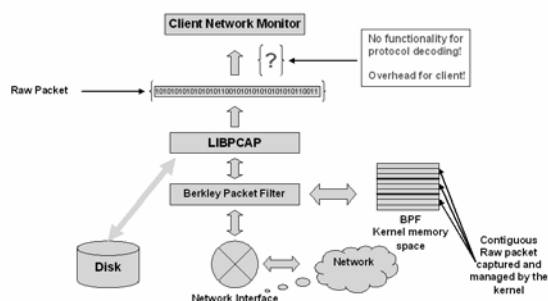 Client Network Monitor
No functionality for
protocol decoding!
Overhead for client!
{?}
Raw Packet
{1010101010101010110010101010101010110011}
LIBPCAP
Berkley Packet Filter
BPF
Kernel memory
space
Contiguous
Raw packet
captured and
managed by the
kernel
Disk
Network
Network Interface